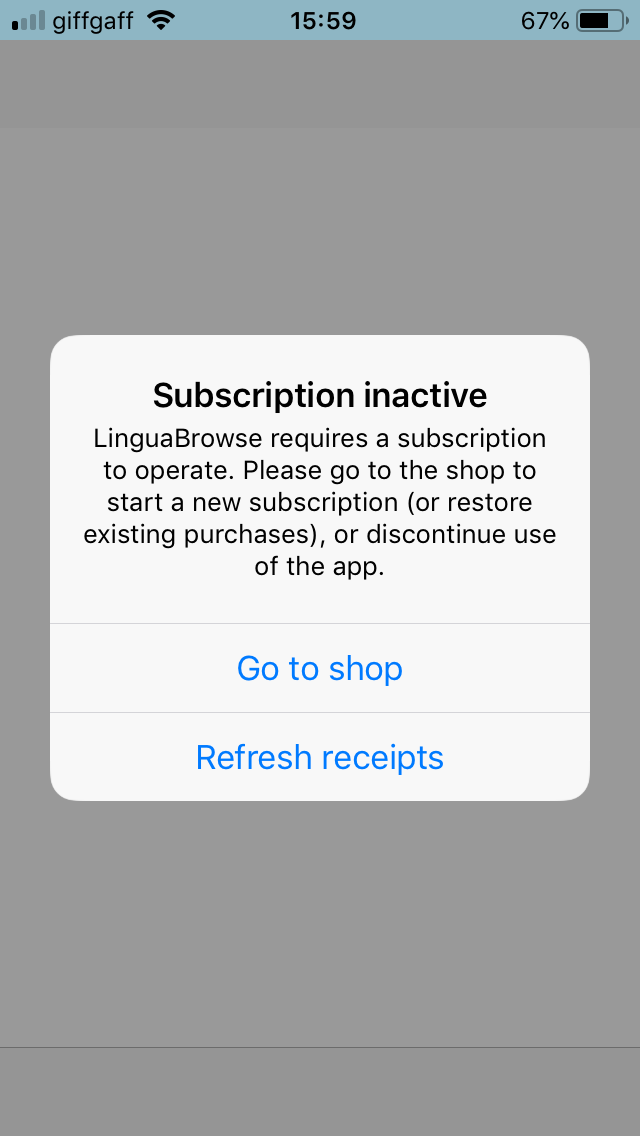 giffgaff 15:59 67%
Subscription inactive
LinguaBrowse requires a subscription
to operate. Please go to the shop to
start a new subscription (or restore
existing purchases), or discontinue use
of the app.
Go to shop
Refresh receipts